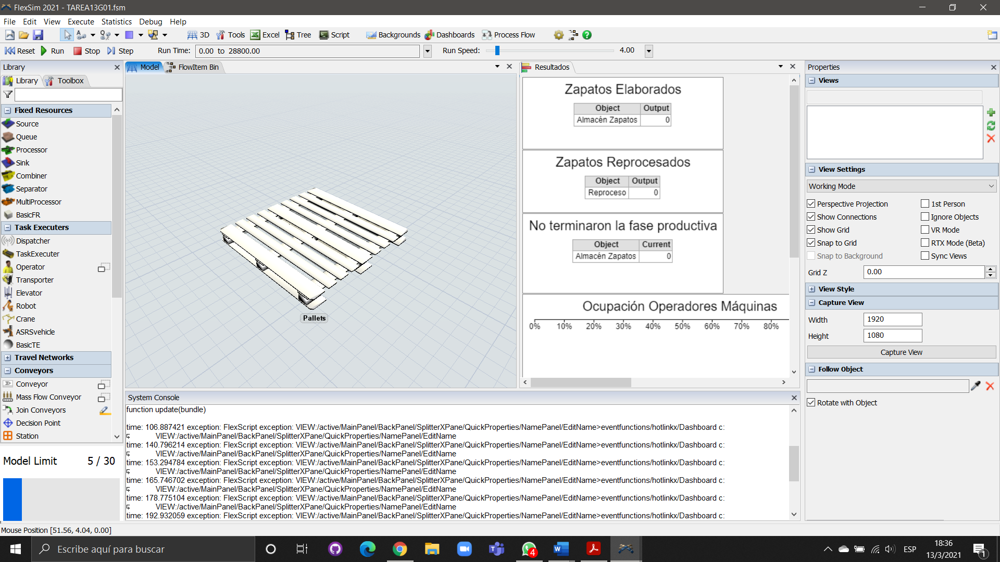 FlexSim 2021 - TAREA13G01.fsm
File Edit View Execute Statistics Debug Help
3D Tools Excel Tree Script Backgrounds Dashboards Process Flow
Reset Run Stop Step Run Time: 0.00 to 28800.00 Run Speed: 4.00
Library
Library Toolbox
Fixed Resources
Source
Queue
Processor
Sink
Combiner
Separator
MultiProcessor
BasicFR
Task Executers
Dispatcher
TaskExecuter
Operator
Transporter
Elevator
Robot
Crane
ASRSvehicle
BasicTE
Travel Networks
Conveyors
Conveyor
Mass Flow Conveyor
Join Conveyors
Decision Point
Station
Model Limit 5 / 30
Mouse Position [51.56, 4.04, 0.00]
Model FlowItem Bin
Pallets
Resultados
Zapatos Elaborados
Object Output
Almacén Zapatos 0
Zapatos Reprocesados
Object Output
Reproceso 0
No terminaron la fase productiva
Object Current
Almacén Zapatos 0
Ocupación Operadores Máquinas
0% 10% 20% 30% 40% 50% 60% 70% 80%
System Console
function update(bundle)
time: 106.887421 exception: FlexScript exception: VIEW:/active/MainPanel/BackPanel/SplitterXPane/QuickProperties/NamePanel/EditName>eventfunctions/hotlinkx/Dashboard c:
VIEW:/active/MainPanel/BackPanel/SplitterXPane/QuickProperties/NamePanel/EditName
time: 140.796214 exception: FlexScript exception: VIEW:/active/MainPanel/BackPanel/SplitterXPane/QuickProperties/NamePanel/EditName>eventfunctions/hotlinkx/Dashboard c:
VIEW:/active/MainPanel/BackPanel/SplitterXPane/QuickProperties/NamePanel/EditName
time: 153.294784 exception: FlexScript exception: VIEW:/active/MainPanel/BackPanel/SplitterXPane/QuickProperties/NamePanel/EditName>eventfunctions/hotlinkx/Dashboard c:
VIEW:/active/MainPanel/BackPanel/SplitterXPane/QuickProperties/NamePanel/EditName
time: 165.746702 exception: FlexScript exception: VIEW:/active/MainPanel/BackPanel/SplitterXPane/QuickProperties/NamePanel/EditName>eventfunctions/hotlinkx/Dashboard c:
VIEW:/active/MainPanel/BackPanel/SplitterXPane/QuickProperties/NamePanel/EditName
time: 178.775104 exception: FlexScript exception: VIEW:/active/MainPanel/BackPanel/SplitterXPane/QuickProperties/NamePanel/EditName>eventfunctions/hotlinkx/Dashboard c:
VIEW:/active/MainPanel/BackPanel/SplitterXPane/QuickProperties/NamePanel/EditName
time: 192.932059 exception: FlexScript exception: VIEW:/active/MainPanel/BackPanel/SplitterXPane/QuickProperties/NamePanel/EditName>eventfunctions/hotlinkx/Dashboard c:
Properties
Views
View Settings
Working Mode
Perspective Projection 1st Person
Show Connections Ignore Objects
Show Grid VR Mode
Snap to Grid RTX Mode (Beta)
Snap to Background Sync Views
Grid Z 0.00
View Style
Capture View
Width 1920
Height 1080
Capture View
Follow Object
Rotate with Object
Escribe aquí para buscar
4
ESP
18:36
13/3/2021
1